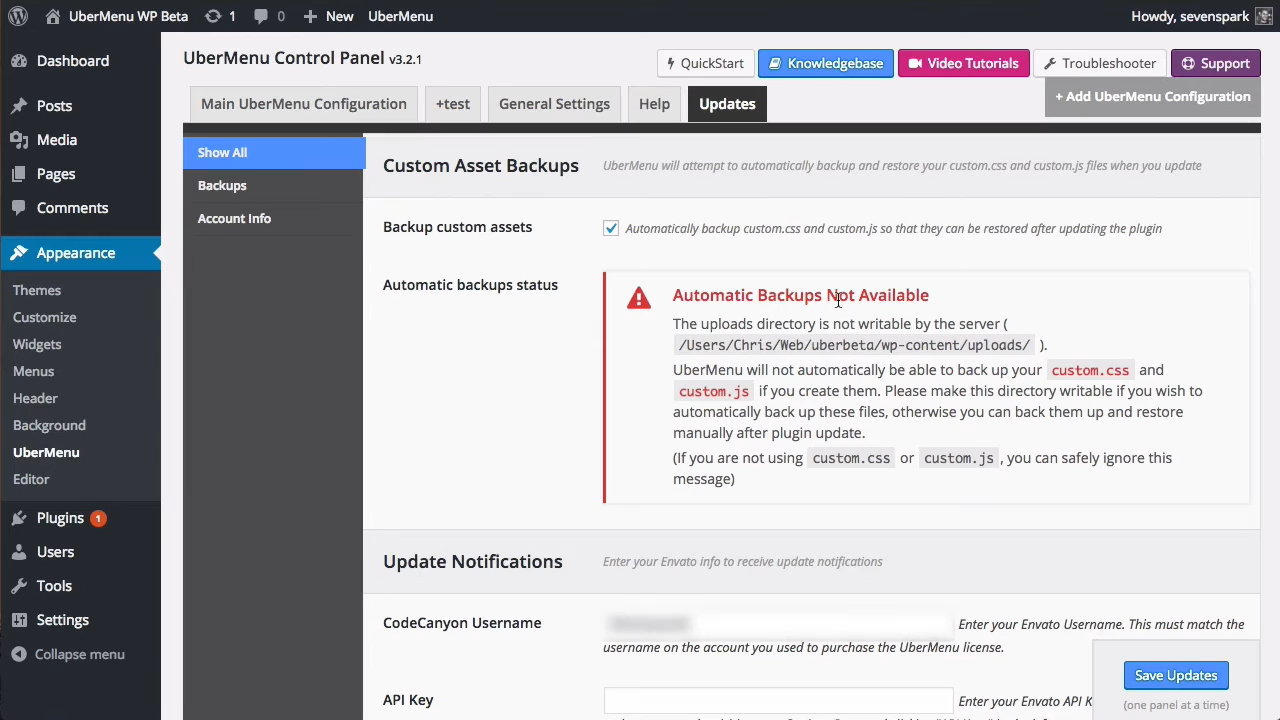 UberMenu WP Beta 1 0 New UberMenu Howdy, sevenspark
Dashboard
Posts
Media
Pages
Comments
Appearance
Themes
Customize
Widgets
Menus
Header
Background
UberMenu
Editor
Plugins 1
Users
Tools
Settings
Collapse menu
UberMenu Control Panel v3.2.1
QuickStart Knowledgebase Video Tutorials Troubleshooter Support
Main UberMenu Configuration +test General Settings Help Updates + Add UberMenu Configuration
Show All
Backups
Account Info
Custom Asset Backups UberMenu will attempt to automatically backup and restore your custom.css and custom.js files when you update
Backup custom assets Automatically backup custom.css and custom.js so that they can be restored after updating the plugin
Automatic backups status
Automatic Backups Not Available
The uploads directory is not writable by the server (
/Users/Chris/Web/uberbeta/wp-content/uploads/ ).
UberMenu will not automatically be able to back up your custom.css and
custom.js if you create them. Please make this directory writable if you wish to
automatically back up these files, otherwise you can back them up and restore
manually after plugin update.
(If you are not using custom.css or custom.js, you can safely ignore this
message)
Update Notifications Enter your Envato info to receive update notifications
CodeCanyon Username Enter your Envato Username. This must match the
username on the account you used to purchase the UberMenu license.
API Key Enter your Envato API
Save Updates
(one panel at a time)